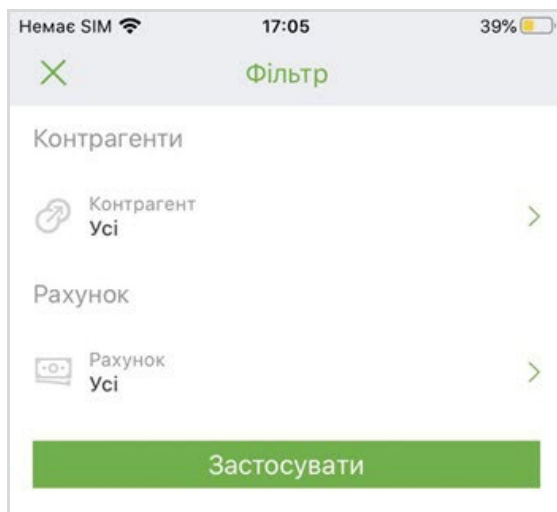 Немає SIM 17:05 39%
Фільтр
Контрагенти
Контрагент
Усі
Рахунок
Рахунок
Усі
Застосувати